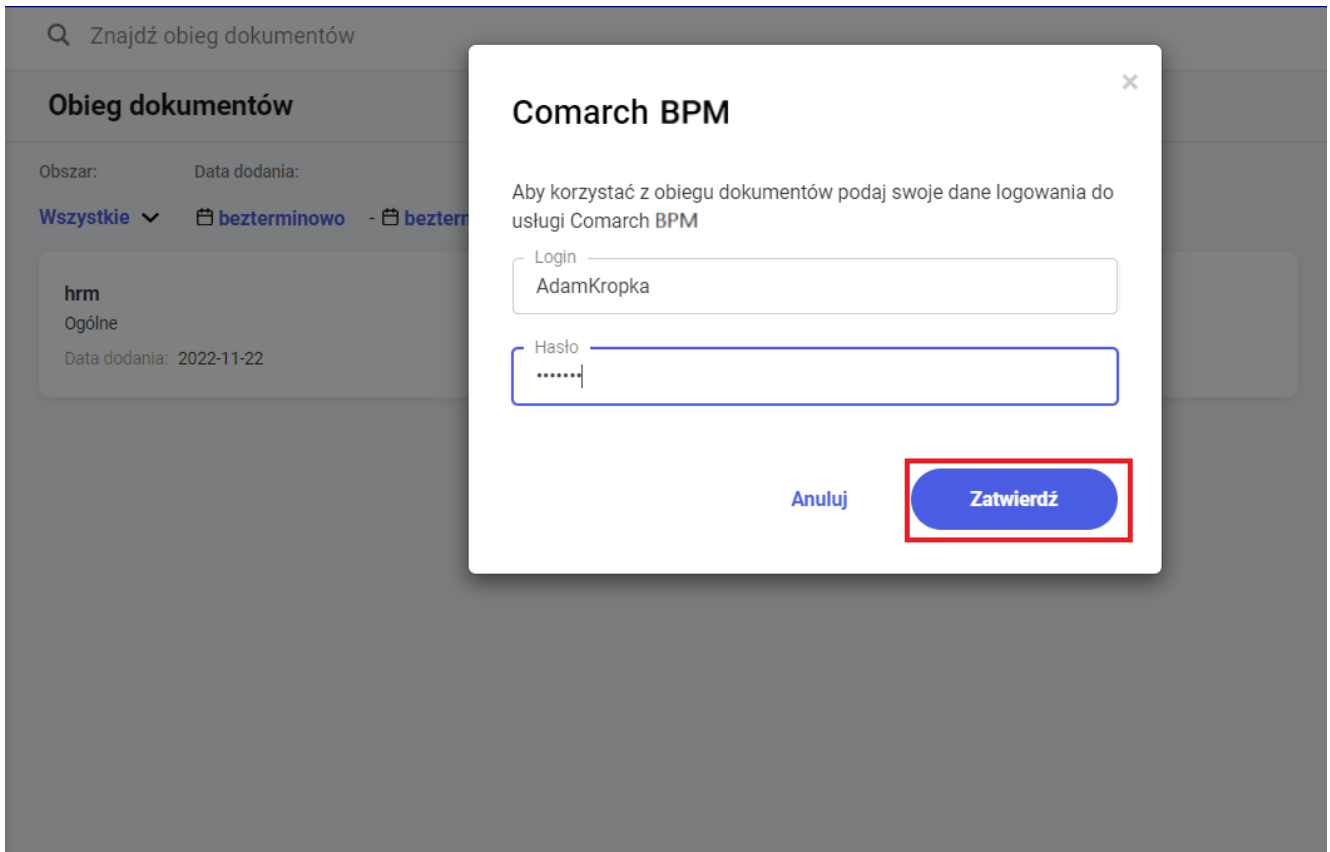 Znajdź obieg dokumentów
Obieg dokumentów
Obszar:
Data dodania:
Wszystkie
bezterminowo -
hrm
Ogólne
Data dodania: 2022-11-22
×
Comarch BPM
Aby korzystać z obiegu dokumentów podaj swoje dane logowania do
usługi Comarch BPM
Login
AdamKropka
Hasło
•••••••
Anuluj
Zatwierdź